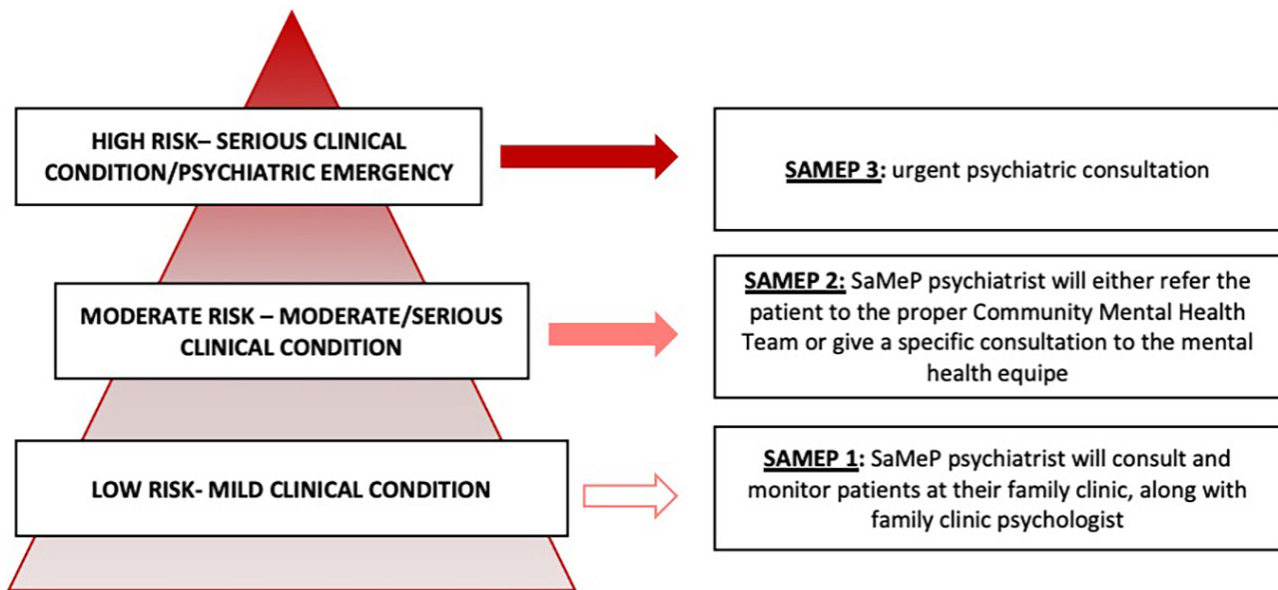 HIGH RISK– SERIOUS CLINICAL
CONDITION/PSYCHIATRIC EMERGENCY
SAMEP 3: urgent psychiatric consultation
MODERATE RISK – MODERATE/SERIOUS
CLINICAL CONDITION
SAMEP 2: SaMeP psychiatrist will either refer the
patient to the proper Community Mental Health
Team or give a specific consultation to the mental
health equipe
LOW RISK- MILD CLINICAL CONDITION
SAMEP 1: SaMeP psychiatrist will consult and
monitor patients at their family clinic, along with
family clinic psychologist